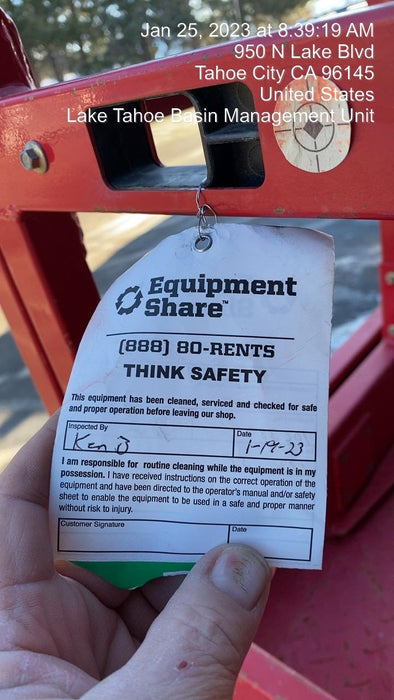 Jan 25, 2023 at 8:39:19 AM
950 N Lake Blvd
Tahoe City CA 96145
United States
Lake Tahoe Basin Management Unit
Equipment
Share™
(888) 80-RENTS
THINK SAFETY
This equipment has been cleaned, serviced and checked for safe
and proper operation before leaving our shop.
Inspected By Date
Ken J 1-19-23
I am responsible for routine cleaning while the equipment is in my
possession. I have received instructions on the correct operation of the
equipment and have been directed to the operator's manual and/or safety
sheet to enable the equipment to be used in a safe and proper manner
without risk to injury.
Customer Signature Date